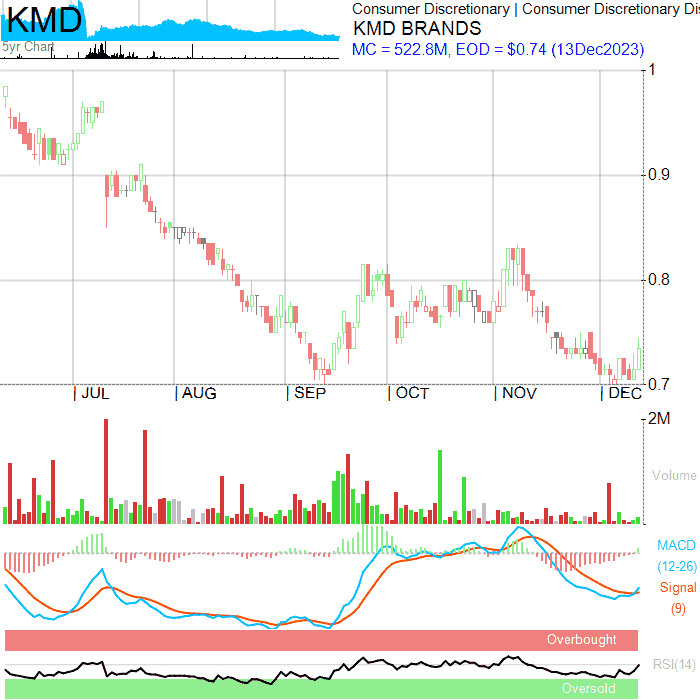 KMD
5yr Chart
Consumer Discretionary | Consumer Discretionary Dis
KMD BRANDS
MC = 522.8M, EOD = $0.74 (13Dec2023)
1
0.9
0.8
0.7
| JUL | AUG | SEP | OCT | NOV | DEC
2M
Volume
MACD
(12-26)
Signal
(9)
Overbought
RSI(14)
Oversold